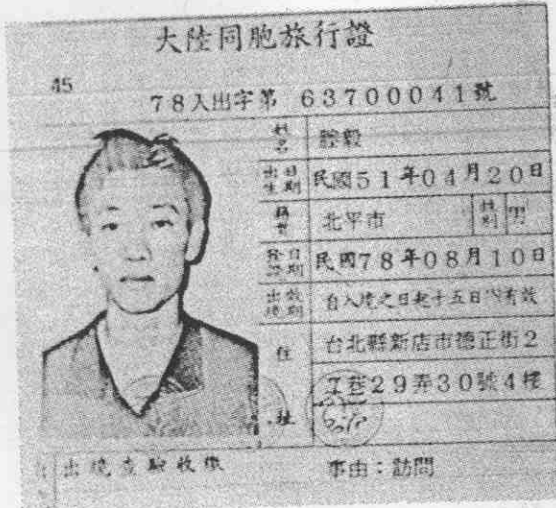 大陸同胞旅行證
45
78入出字第 63700041號
姓名 滕毅
出生日期 民國51年04月20日
籍貫 北平市 性別 男
發證日期 民國78年08月10日
出境效期 自入境之日起十五日內有效
住址 台北縣新店市德正街2
7巷29弄30號4樓
出境查驗收繳 事由：訪問